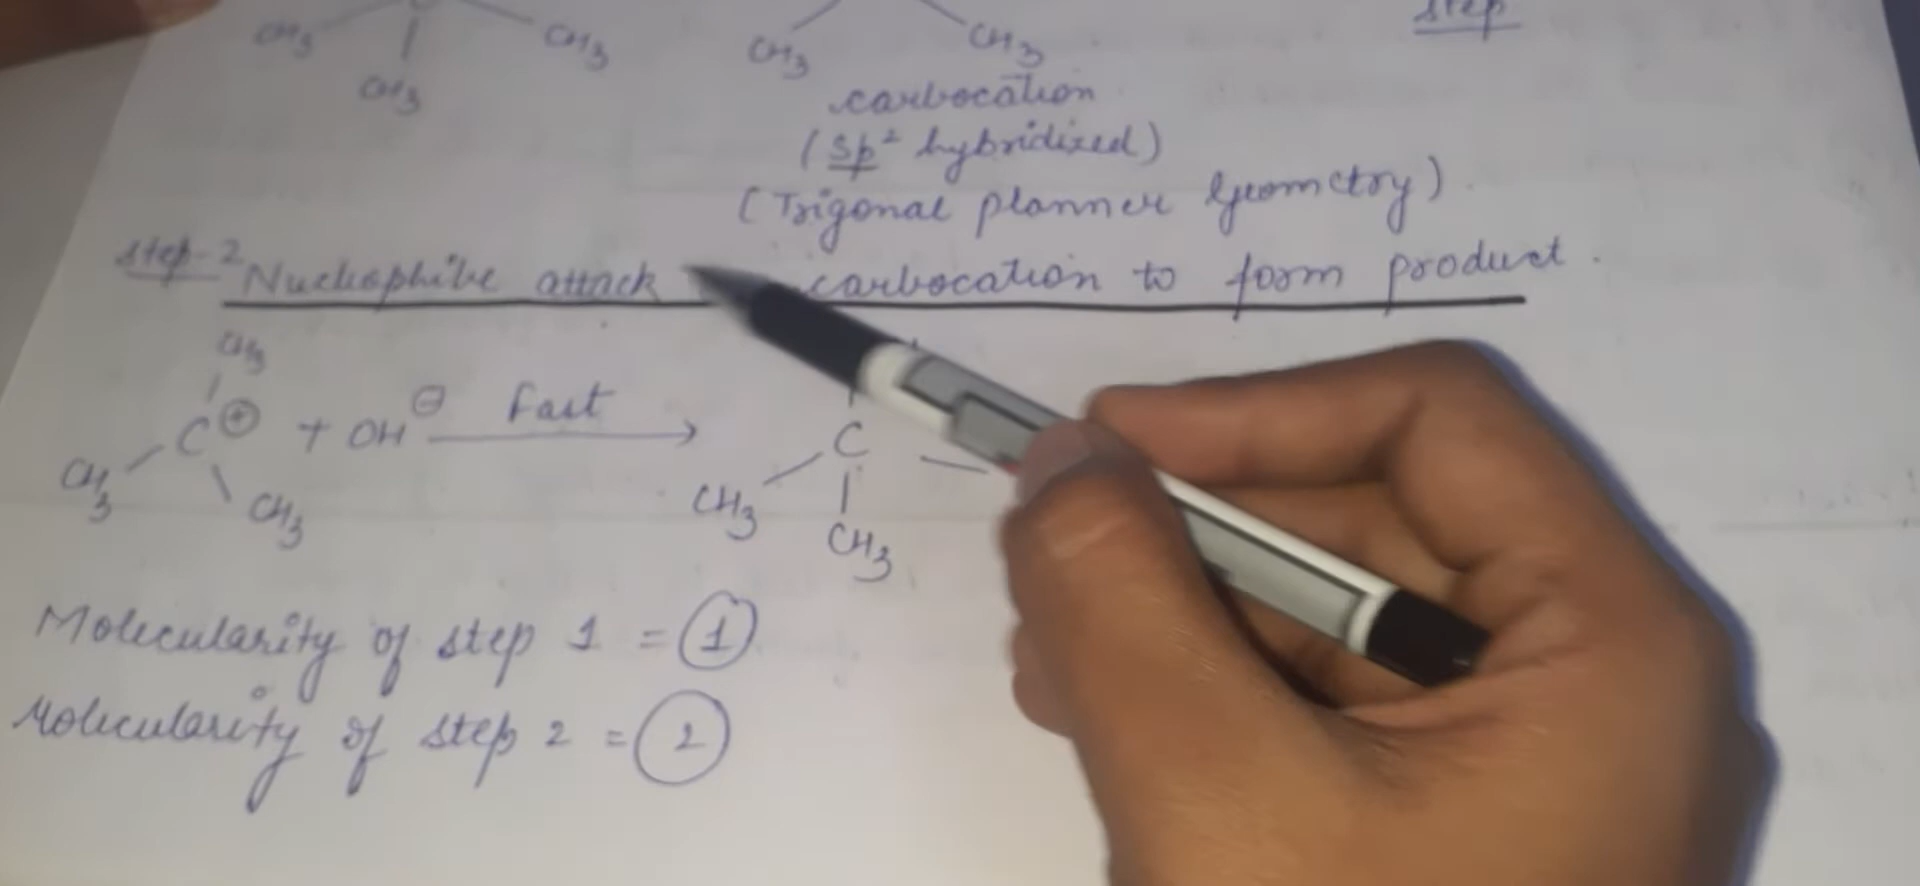 step
CH3 CH3 CH3 CH3
CH3
carbocation
(Sp² hybridized)
(Trigonal planner Geometry)
Step-2 Nucleophile attack carbocation to form product.
CH3
C⊕ + OH⊖ Fast → C
CH3 CH3 CH3
CH3
Molecularity of step 1 = 1
Molecularity of step 2 = 2